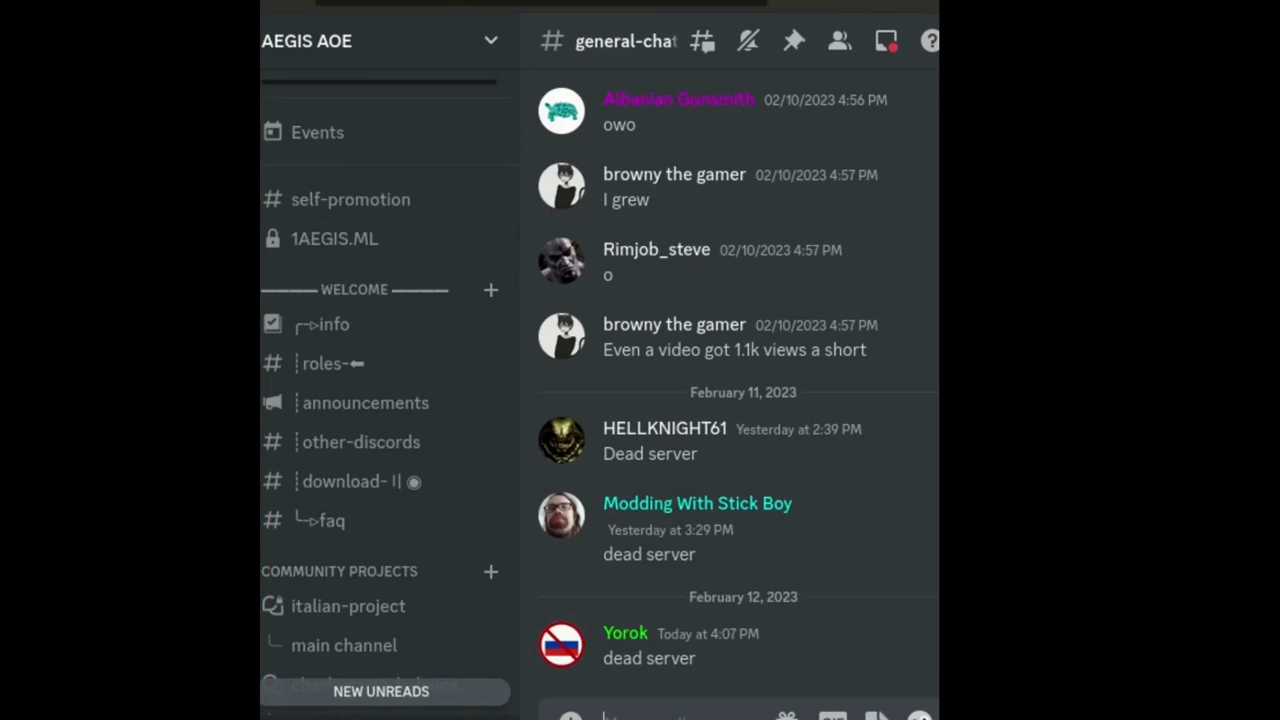 AEGIS AOE
Events
self-promotion
1AEGIS.ML
WELCOME
info
roles-⬅
announcements
other-discords
download-
faq
COMMUNITY PROJECTS
italian-project
main channel
NEW UNREADS
general-chat
Albanian Gunsmith 02/10/2023 4:56 PM
owo
browny the gamer 02/10/2023 4:57 PM
I grew
Rimjob_steve 02/10/2023 4:57 PM
o
browny the gamer 02/10/2023 4:57 PM
Even a video got 1.1k views a short
February 11, 2023
HELLKNIGHT61 Yesterday at 2:39 PM
Dead server
Modding With Stick Boy
Yesterday at 3:29 PM
dead server
February 12, 2023
Yorok Today at 4:07 PM
dead server